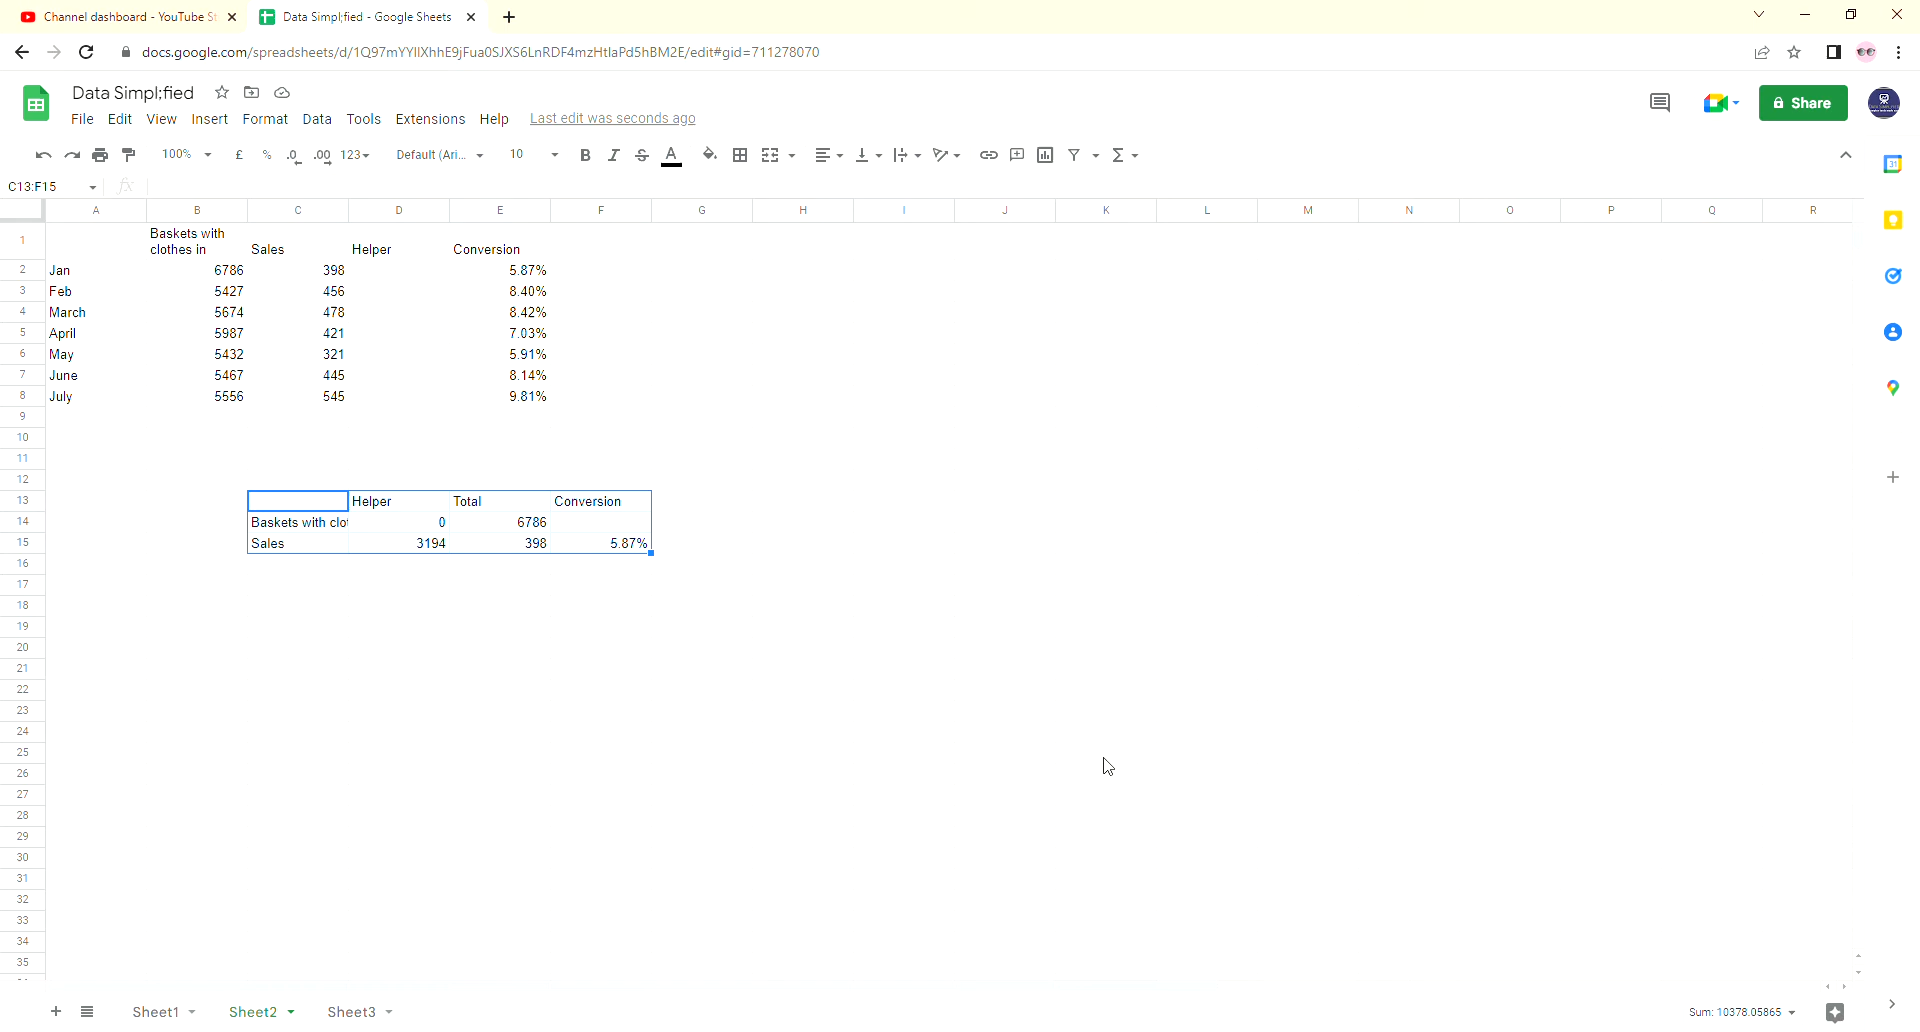 Channel dashboard - YouTube St
Data Simpl;fied - Google Sheets
docs.google.com/spreadsheets/d/1Q97mYYIIXhhE9jFua0SJXS6LnRDF4mzHtlaPd5hBM2E/edit#gid=711278070
Data Simpl;fied
File Edit View Insert Format Data Tools Extensions Help Last edit was seconds ago
Share
100% £ % .0 .00 123 Default (Ari... 10 B I S A
C13:F15 fx
A B C D E F G H I J K L M N O P Q R
1 Baskets with clothes in Sales Helper Conversion
2 Jan 6786 398 5.87%
3 Feb 5427 456 8.40%
4 March 5674 478 8.42%
5 April 5987 421 7.03%
6 May 5432 321 5.91%
7 June 5467 445 8.14%
8 July 5556 545 9.81%
9
10
11
12
13 Helper Total Conversion
14 Baskets with clot 0 6786
15 Sales 3194 398 5.87%
16
17
18
19
20
21
22
23
24
25
26
27
28
29
30
31
32
33
34
35
Sheet1 Sheet2 Sheet3 Sum: 10378.05865
31